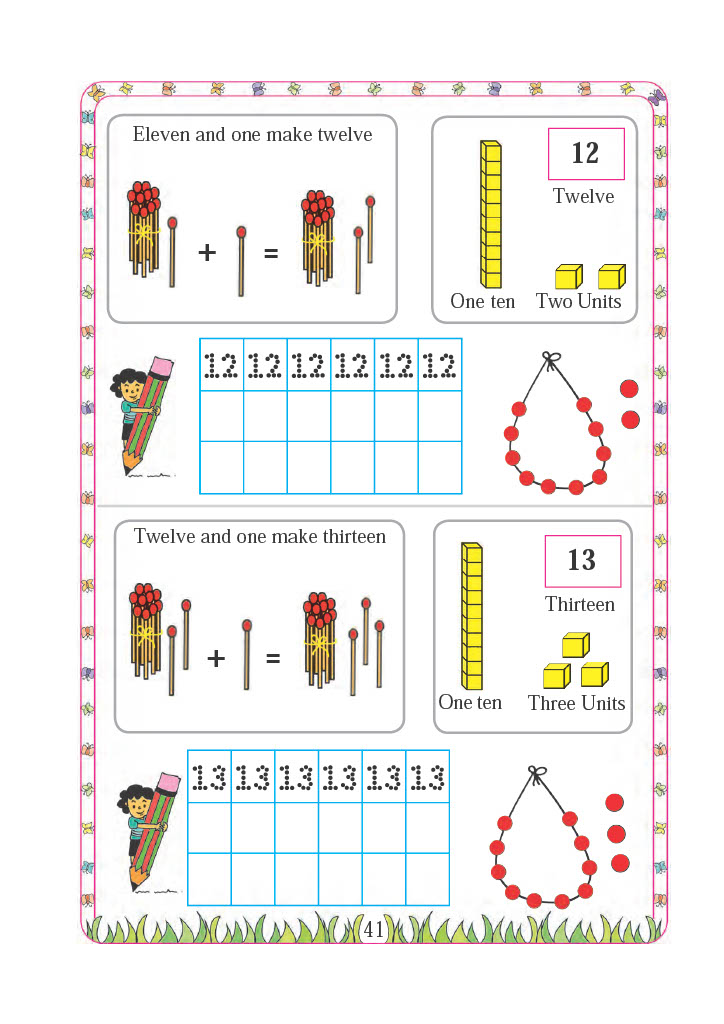 Eleven and one make twelve
+ =
12
Twelve
One ten Two Units
12 12 12 12 12 12
Twelve and one make thirteen
+ =
13
Thirteen
One ten Three Units
13 13 13 13 13 13
41